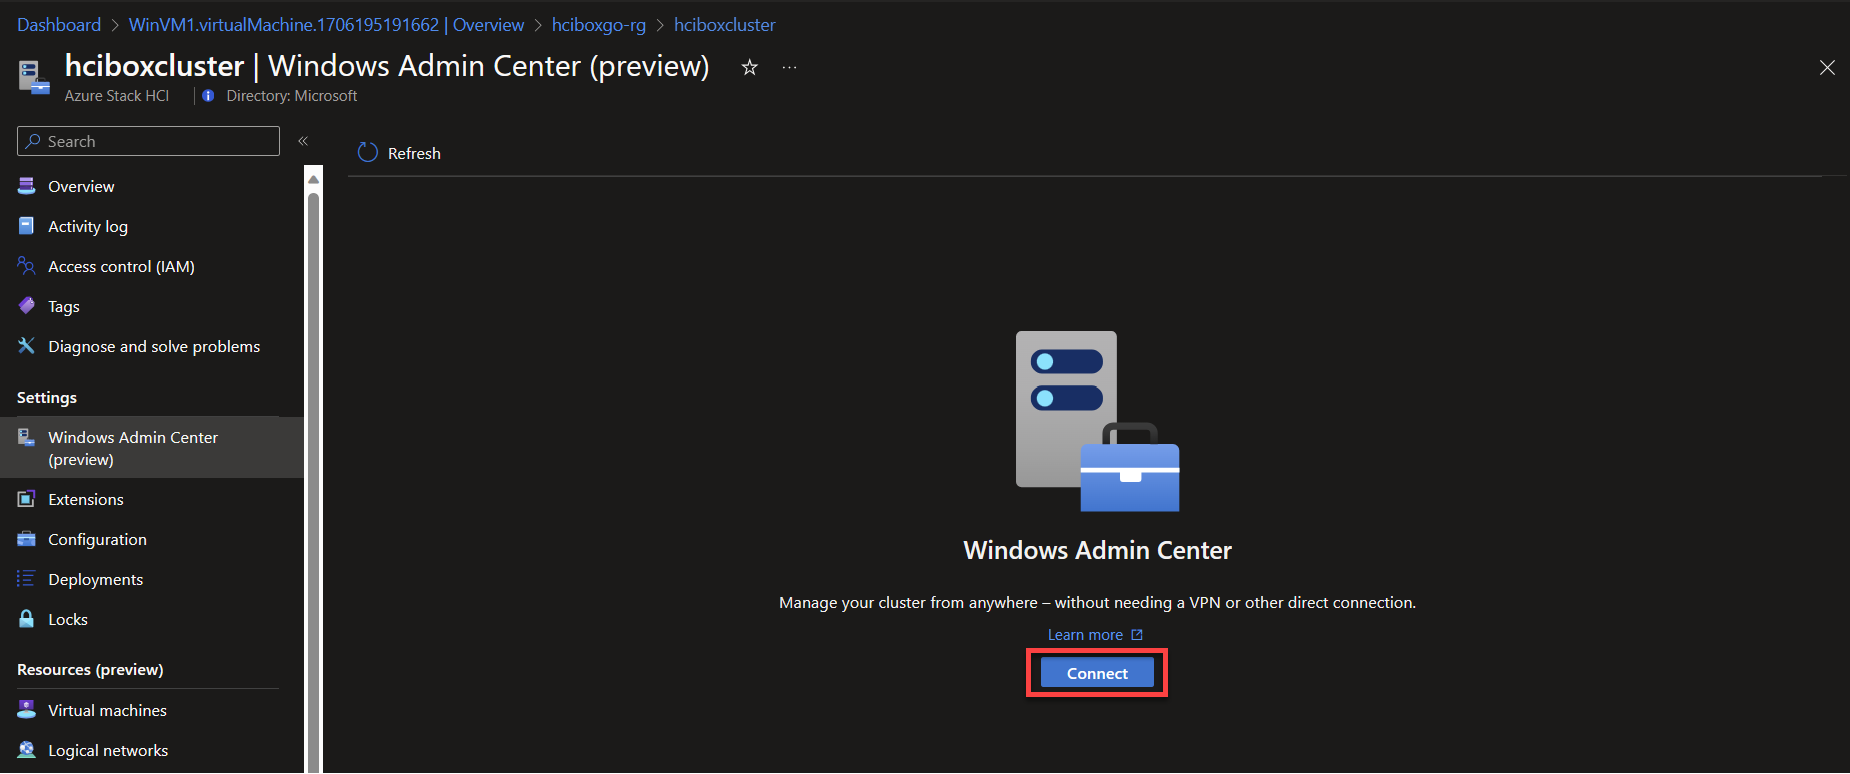 Dashboard > WinVM1.virtualMachine.1706195191662 | Overview > hciboxgo-rg > hciboxcluster
hciboxcluster | Windows Admin Center (preview)
Azure Stack HCI | Directory: Microsoft
Search
Refresh
Overview
Activity log
Access control (IAM)
Tags
Diagnose and solve problems
Settings
Windows Admin Center
(preview)
Extensions
Configuration
Deployments
Locks
Resources (preview)
Virtual machines
Logical networks
Windows Admin Center
Manage your cluster from anywhere – without needing a VPN or other direct connection.
Learn more
Connect